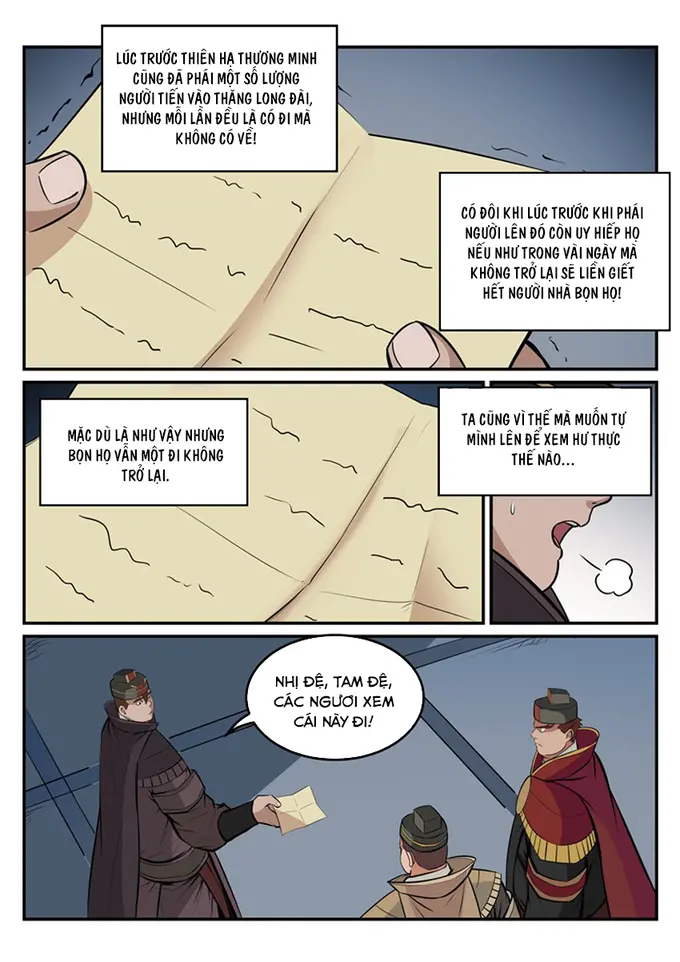 LÚC TRƯỚC THIÊN HẠ THƯƠNG MINH
CŨNG ĐÃ PHÁI MỘT SỐ LƯỢNG
NGƯỜI TIẾN VÀO THĂNG LONG ĐÀI,
NHƯNG MỖI LẦN ĐỀU LÀ CÓ ĐI MÀ
KHÔNG CÓ VỀ!
CÓ ĐÔI KHI LÚC TRƯỚC KHI PHÁI
NGƯỜI LÊN ĐÓ CÒN UY HIẾP HỌ
NẾU NHƯ TRONG VÀI NGÀY MÀ
KHÔNG TRỞ LẠI SẼ LIỀN GIẾT
HẾT NGƯỜI NHÀ BỌN HỌ!
MẶC DÙ LÀ NHƯ VẬY NHƯNG
BỌN HỌ VẪN MỘT ĐI KHÔNG
TRỞ LẠI.
TA CŨNG VÌ THẾ MÀ MUỐN TỰ
MÌNH LÊN ĐỂ XEM HƯ THỰC
THẾ NÀO...
NHỊ ĐỆ, TAM ĐỆ,
CÁC NGƯƠI XEM
CÁI NÀY ĐI!